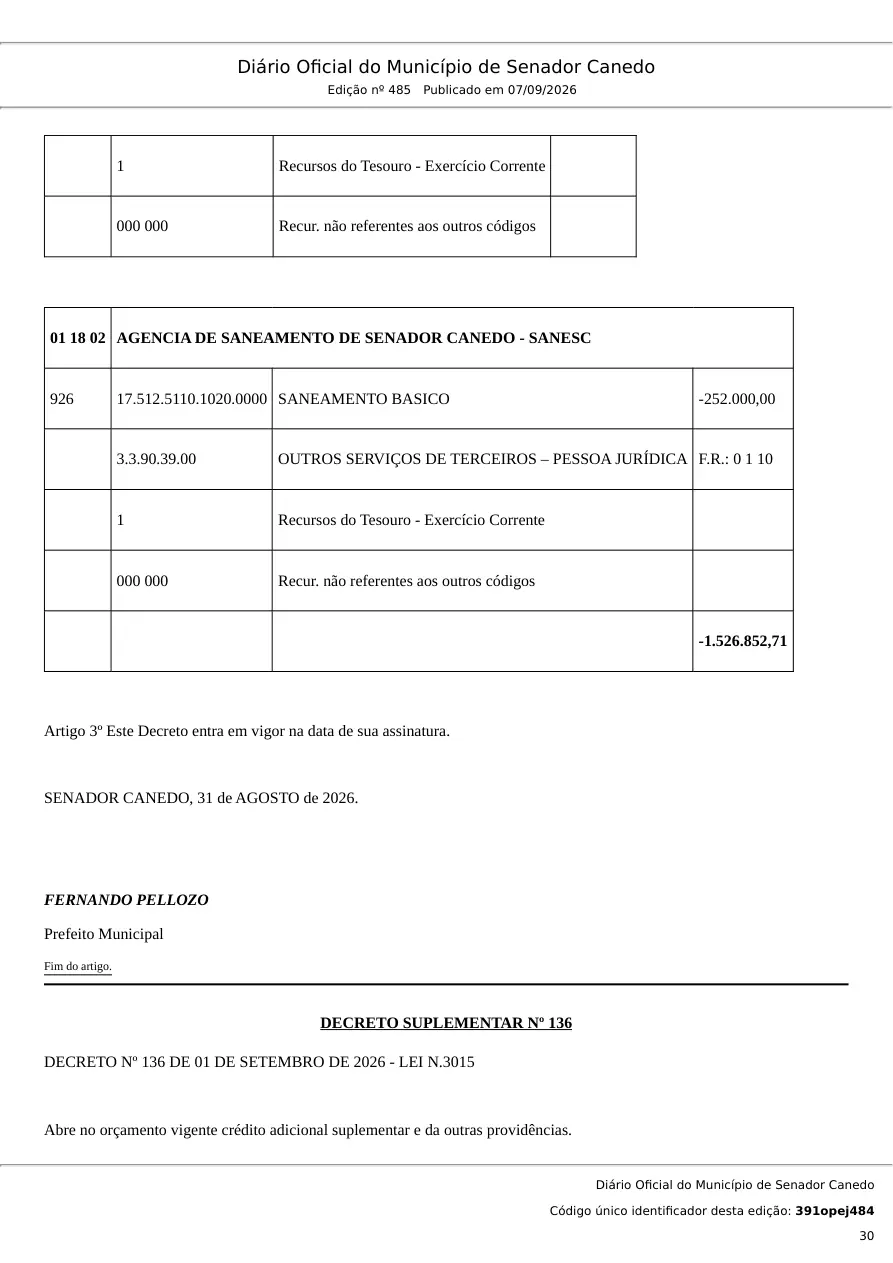 Diário Oficial do Município de Senador Canedo
Edição nº 485 Publicado em 07/09/2026
1 Recursos do Tesouro - Exercício Corrente
000 000 Recur. não referentes aos outros códigos
01 18 02 AGENCIA DE SANEAMENTO DE SENADOR CANEDO - SANESC
926 17.512.5110.1020.0000 SANEAMENTO BASICO -252.000,00
3.3.90.39.00 OUTROS SERVIÇOS DE TERCEIROS – PESSOA JURÍDICA F.R.: 0 1 10
1 Recursos do Tesouro - Exercício Corrente
000 000 Recur. não referentes aos outros códigos
-1.526.852,71
Artigo 3º Este Decreto entra em vigor na data de sua assinatura.
SENADOR CANEDO, 31 de AGOSTO de 2026.
FERNANDO PELLOZO
Prefeito Municipal
Fim do artigo.
DECRETO SUPLEMENTAR Nº 136
DECRETO Nº 136 DE 01 DE SETEMBRO DE 2026 - LEI N.3015
Abre no orçamento vigente crédito adicional suplementar e da outras providências.
Diário Oficial do Município de Senador Canedo
Código único identificador desta edição: 391opej484
30